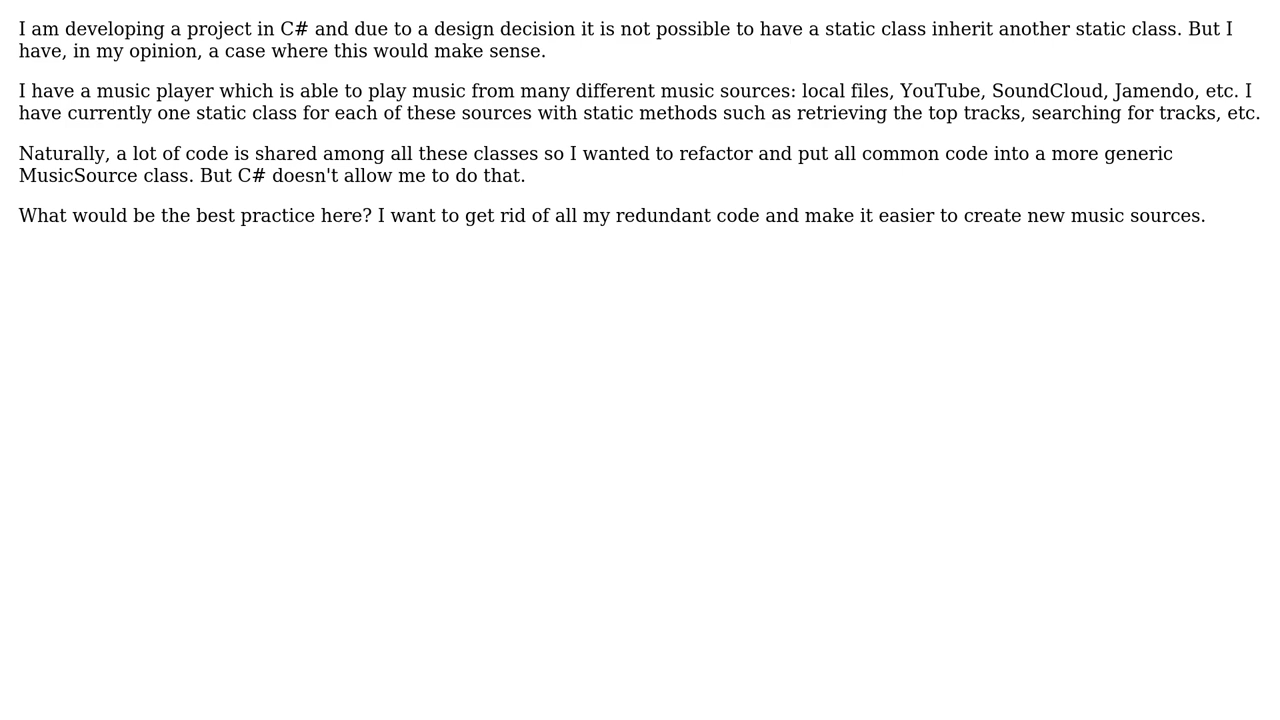 I am developing a project in C# and due to a design decision it is not possible to have a static class inherit another static class. But I
have, in my opinion, a case where this would make sense.
I have a music player which is able to play music from many different music sources: local files, YouTube, SoundCloud, Jamendo, etc. I
have currently one static class for each of these sources with static methods such as retrieving the top tracks, searching for tracks, etc.
Naturally, a lot of code is shared among all these classes so I wanted to refactor and put all common code into a more generic
MusicSource class. But C# doesn't allow me to do that.
What would be the best practice here? I want to get rid of all my redundant code and make it easier to create new music sources.